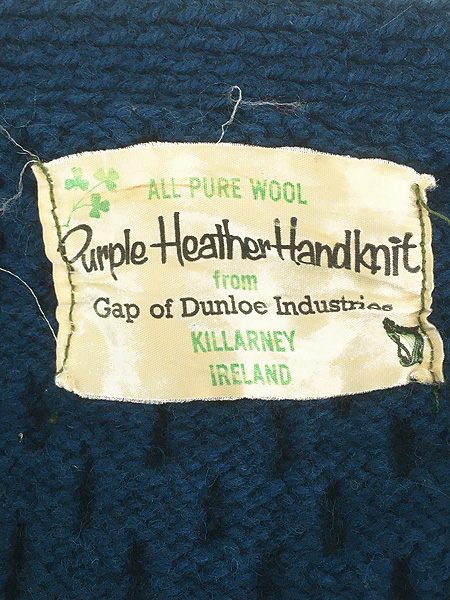 ALL PURE WOOL
Purple Heather Handknit
from
Gap of Dunloe Industries
KILLARNEY
IRELAND